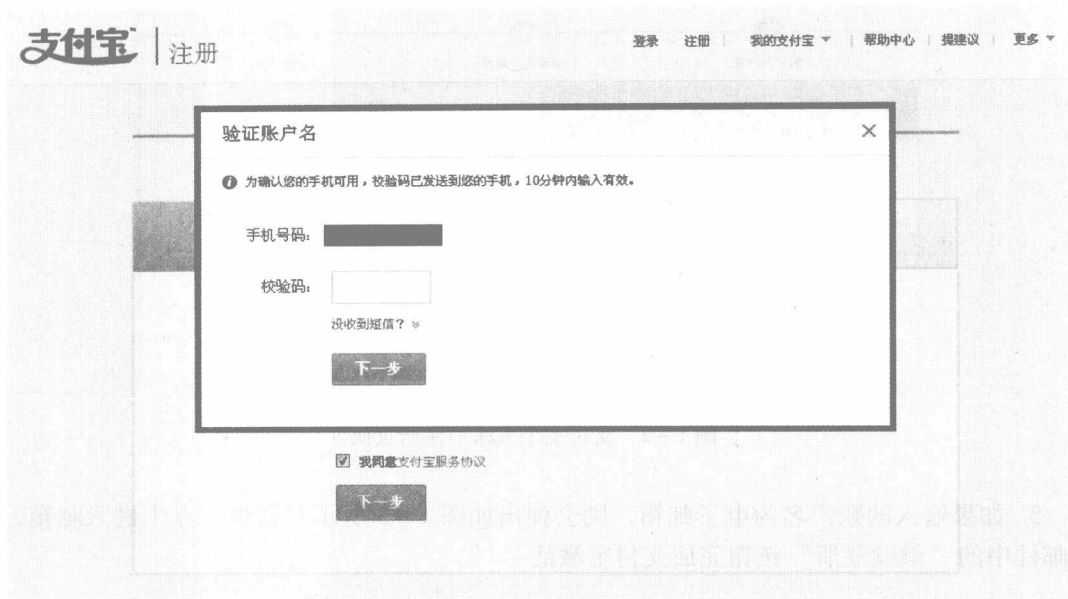 支付宝 | 注册
登录 注册 | 我的支付宝 | 帮助中心 | 提建议 | 更多
验证账户名
为确认您的手机可用，校验码已发送到您的手机，10分钟内输入有效。
手机号码：
校验码：
没收到短信？
下一步
我同意支付宝服务协议
下一步